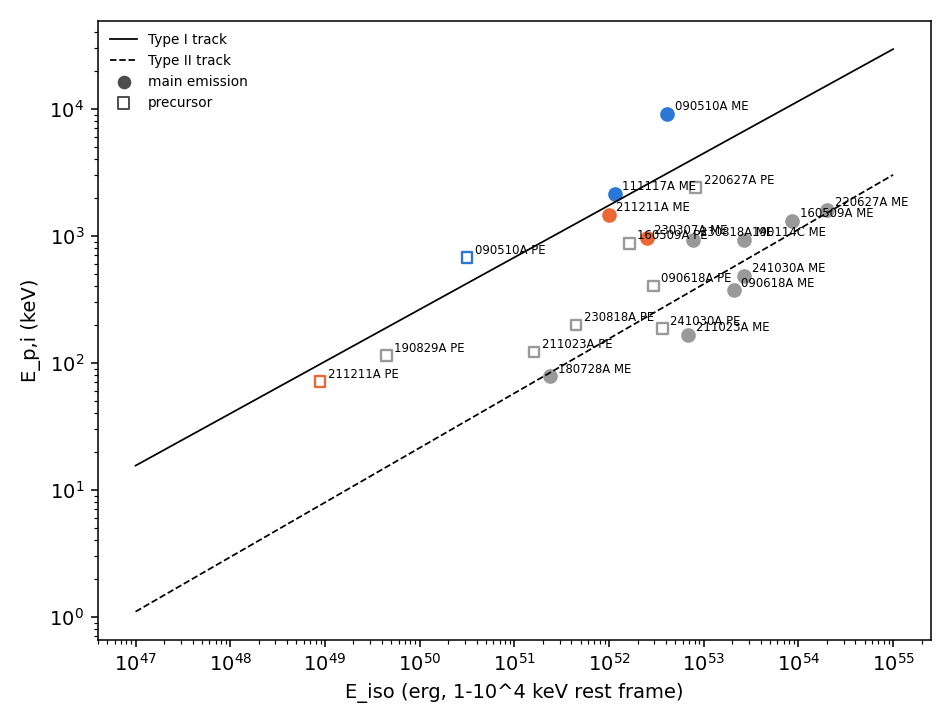 Type I track
Type II track
main emission
precursor
090510A ME
220627A PE
111117A ME
211211A ME
220627A ME
160509A ME
230307A ME
230818A ME
190114C ME
160509A PE
090510A PE
241030A ME
090618A PE
090618A ME
230818A PE
241030A PE
211023A ME
211023A PE
190829A PE
180728A ME
211211A PE
10^4
10^3
10^2
10^1
10^0
E_p,i (keV)
10^47 10^48 10^49 10^50 10^51 10^52 10^53 10^54 10^55
E_iso (erg, 1-10^4 keV rest frame)